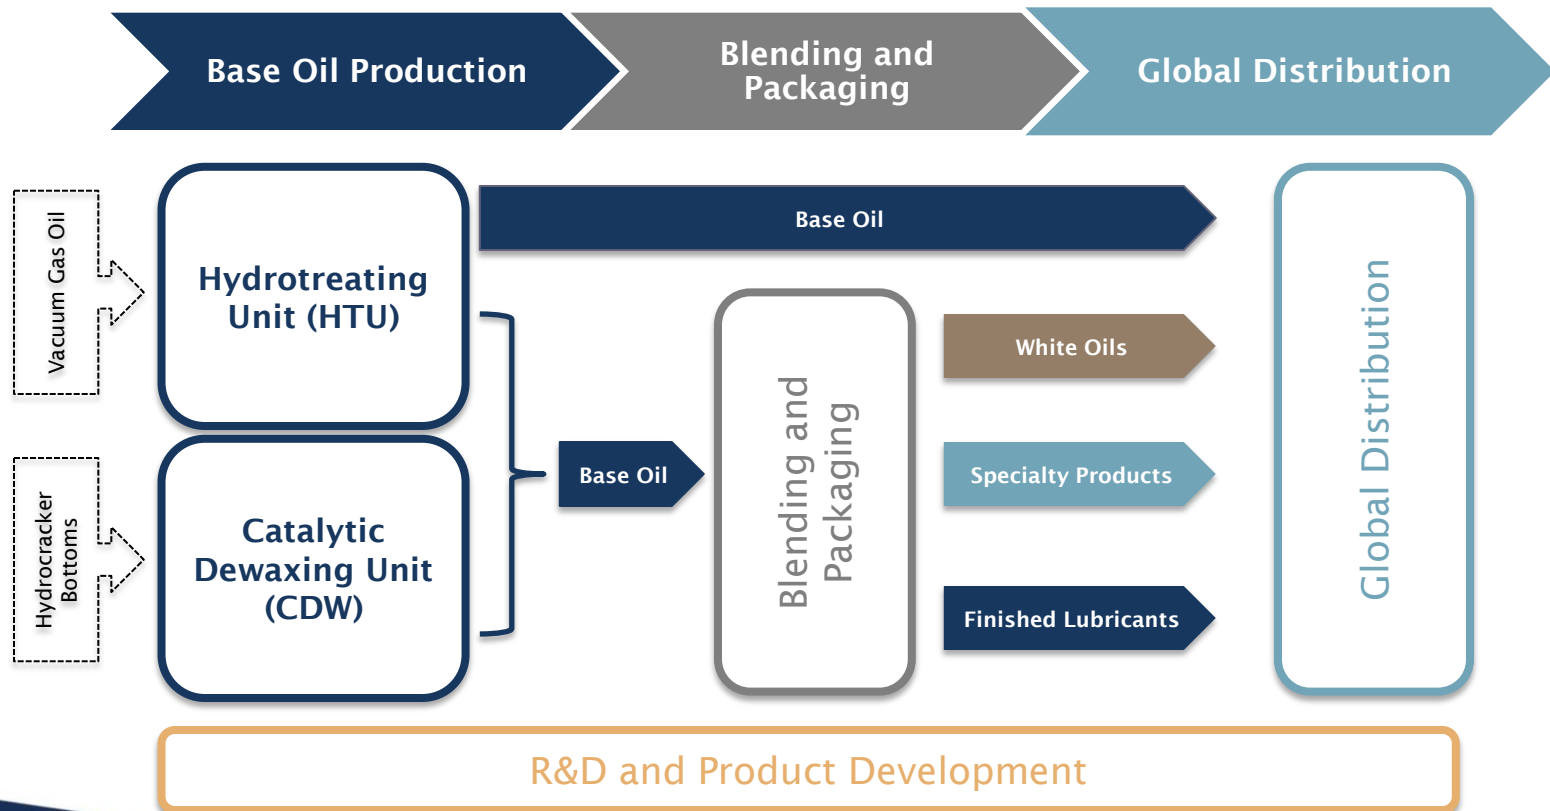 Base Oil Production
Blending and
Packaging
Global Distribution
Vacuum Gas Oil
Hydrotreating
Unit (HTU)
Base Oil
White Oils
Hydrocracker
Bottoms
Catalytic
Dewaxing Unit
(CDW)
Base Oil
Blending and
Packaging
Specialty Products
Finished Lubricants
Global Distribution
R&D and Product Development